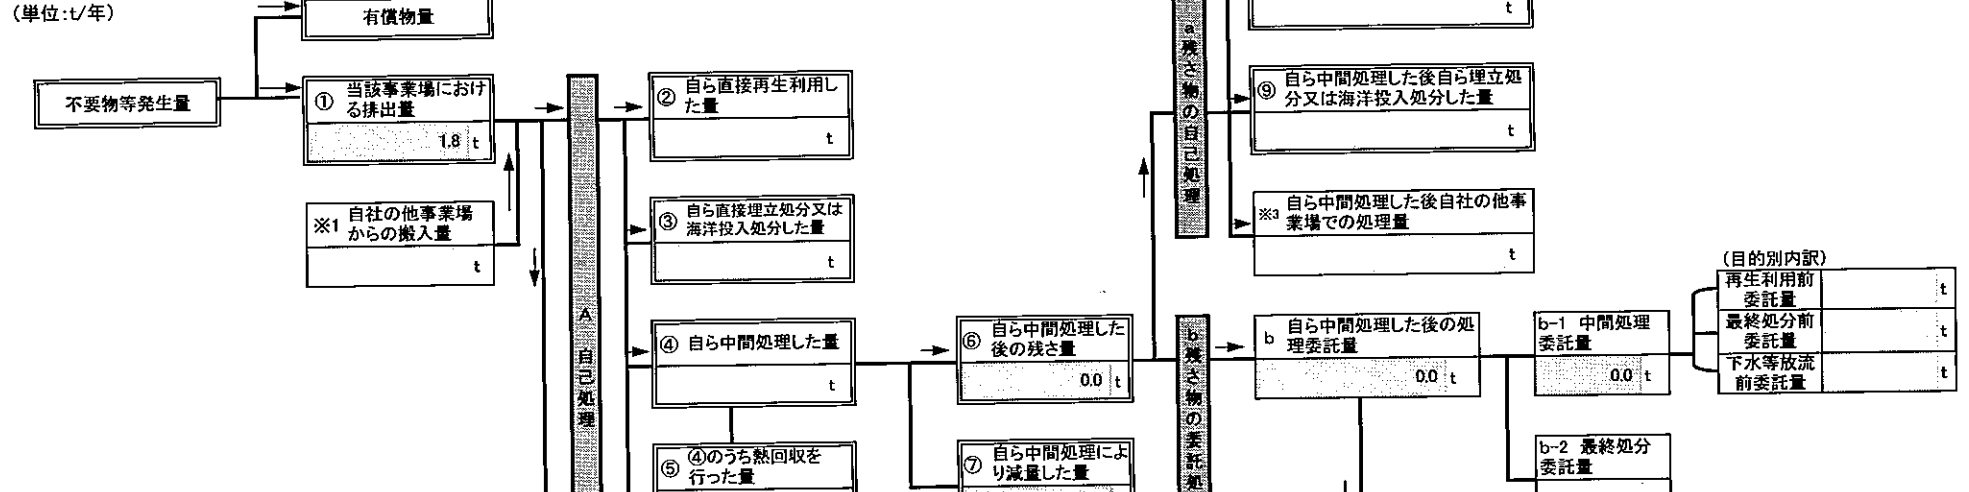 (単位:t/年)
有償物量
不要物等発生量
① 当該事業場におけ
る排出量
1.8 t
※1 自社の他事業場
からの搬入量
t
A 自己処理
② 自ら直接再生利用し
た量
t
③ 自ら直接埋立処分又は
海洋投入処分した量
t
④ 自ら中間処理した量
t
⑤ ④のうち熱回収を
行った量
⑥ 自ら中間処理した
後の残さ量
0.0 t
⑦ 自ら中間処理によ
り減量した量
a残さ物の自己処理
t
⑨ 自ら中間処理した後自ら埋立処
分又は海洋投入処分した量
t
※3 自ら中間処理した後自社の他事
業場での処理量
t
b残さ物の委託処
b 自ら中間処理した後の処
理委託量
0.0 t
b-1 中間処理
委託量
0.0 t
b-2 最終処分
委託量
(目的別内訳)
再生利用前
委託量
t
最終処分前
委託量
t
下水等放流
前委託量
t